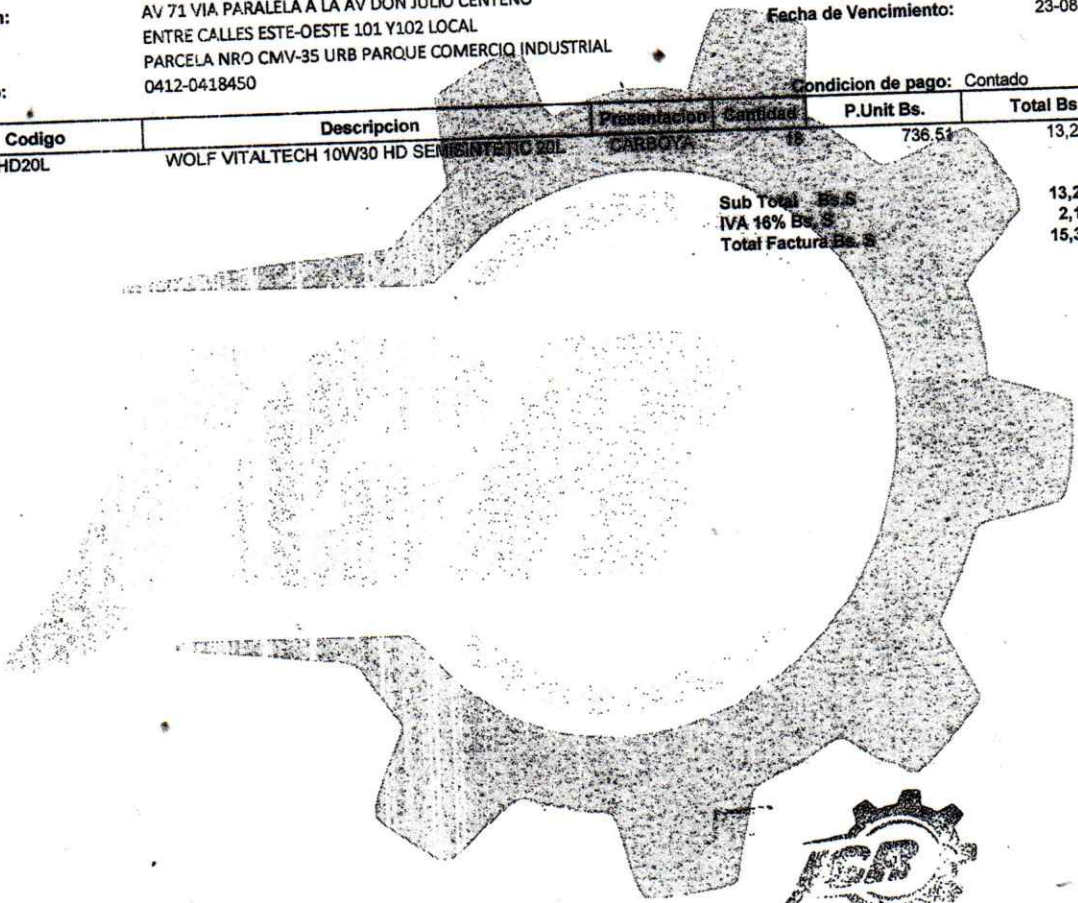 n:
AV 71 VIA PARALELA A LA AV DON JULIO CENTENO
ENTRE CALLES ESTE-OESTE 101 Y102 LOCAL
PARCELA NRO CMV-35 URB PARQUE COMERCIO INDUSTRIAL
Fecha de Vencimiento: 23-08
o: 0412-0418450
Condicion de pago: Contado
Codigo Descripcion Presentacion Cantidad P.Unit Bs. Total Bs
HD20L WOLF VITALTECH 10W30 HD SEMISINTETIC 20L CARBOYA 18 736.51 13,2
Sub Total Bs.S 13,2
IVA 16% Bs. S 2,1
Total Factura Bs. S 15,3